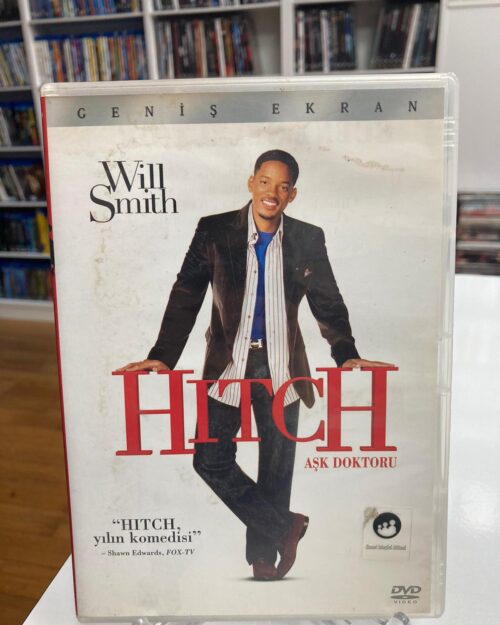 GENİŞ EKRAN
Will
Smith
HITCH
AŞK DOKTORU
“HITCH,
yılın komedisi”
– Shawn Edwards, FOX-TV
DVD
VIDEO